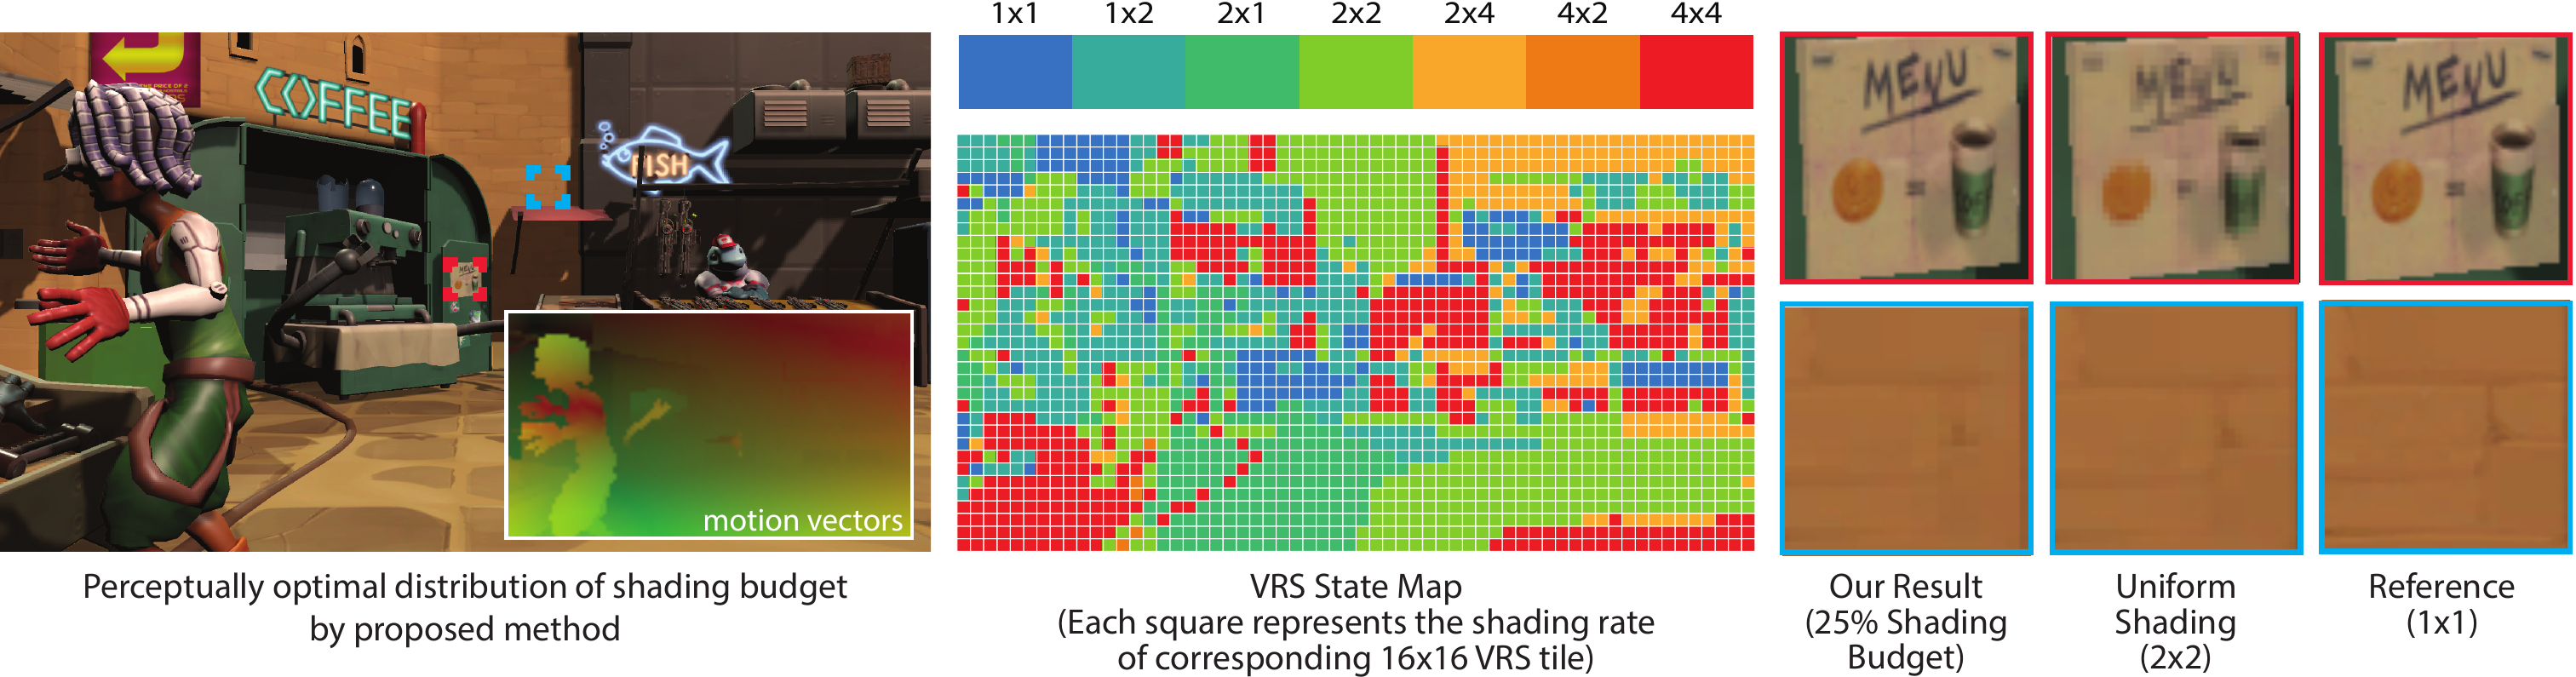 1x1 1x2 2x1 2x2 2x4 4x2 4x4
COFFEE
FISH
MENU
motion vectors
MENU
MENU
Perceptually optimal distribution of shading budget
by proposed method
VRS State Map
(Each square represents the shading rate
of corresponding 16x16 VRS tile)
Our Result
(25% Shading
Budget)
Uniform
Shading
(2x2)
Reference
(1x1)